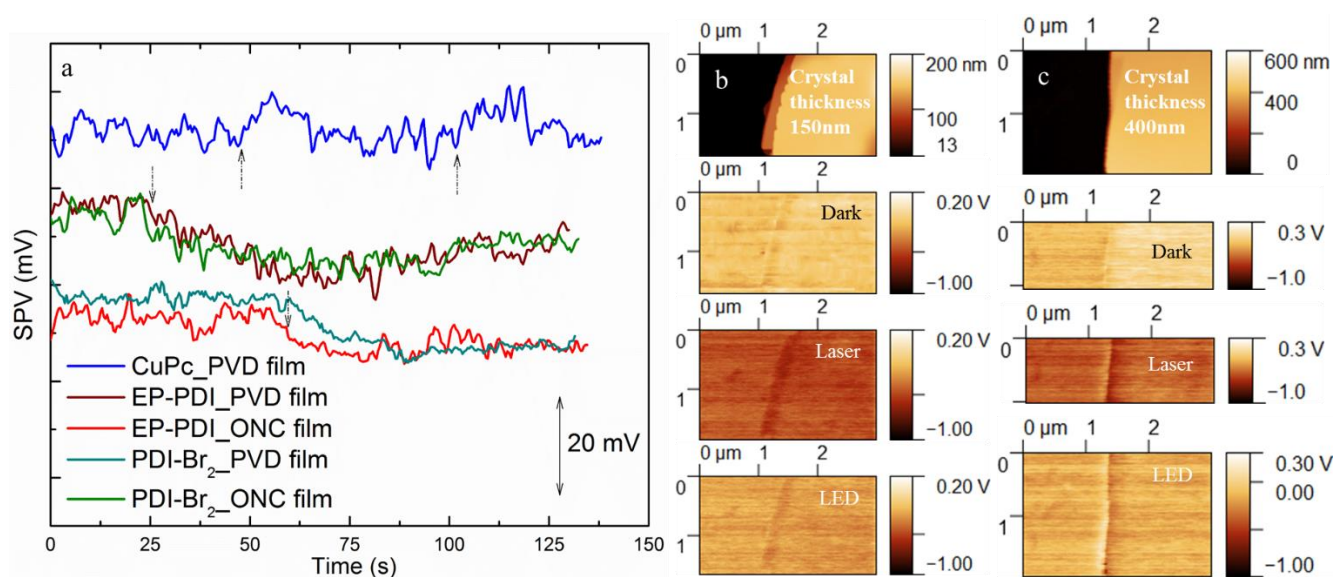 a
SPV (mV)
CuPc_PVD film
EP-PDI_PVD film
EP-PDI_ONC film
PDI-Br₂_PVD film
PDI-Br₂_ONC film
20 mV
0 25 50 75 100 125 150
Time (s)
0 µm 1 2
0
1
b
Crystal
thickness
150nm
200 nm
100
13
0 µm 1 2
0
1
Dark
0.20 V
−1.00
0 µm 1 2
0
1
Laser
0.20 V
−1.00
0 µm 1 2
0
1
LED
0.20 V
−1.00
0 µm 1 2
0
1
c
Crystal
thickness
400nm
600 nm
400
0
0 µm 1 2
0
Dark
0.3 V
−1.0
0 µm 1 2
0
Laser
0.3 V
−1.0
0 µm 1 2
0
1
LED
0.30 V
0.00
−1.00